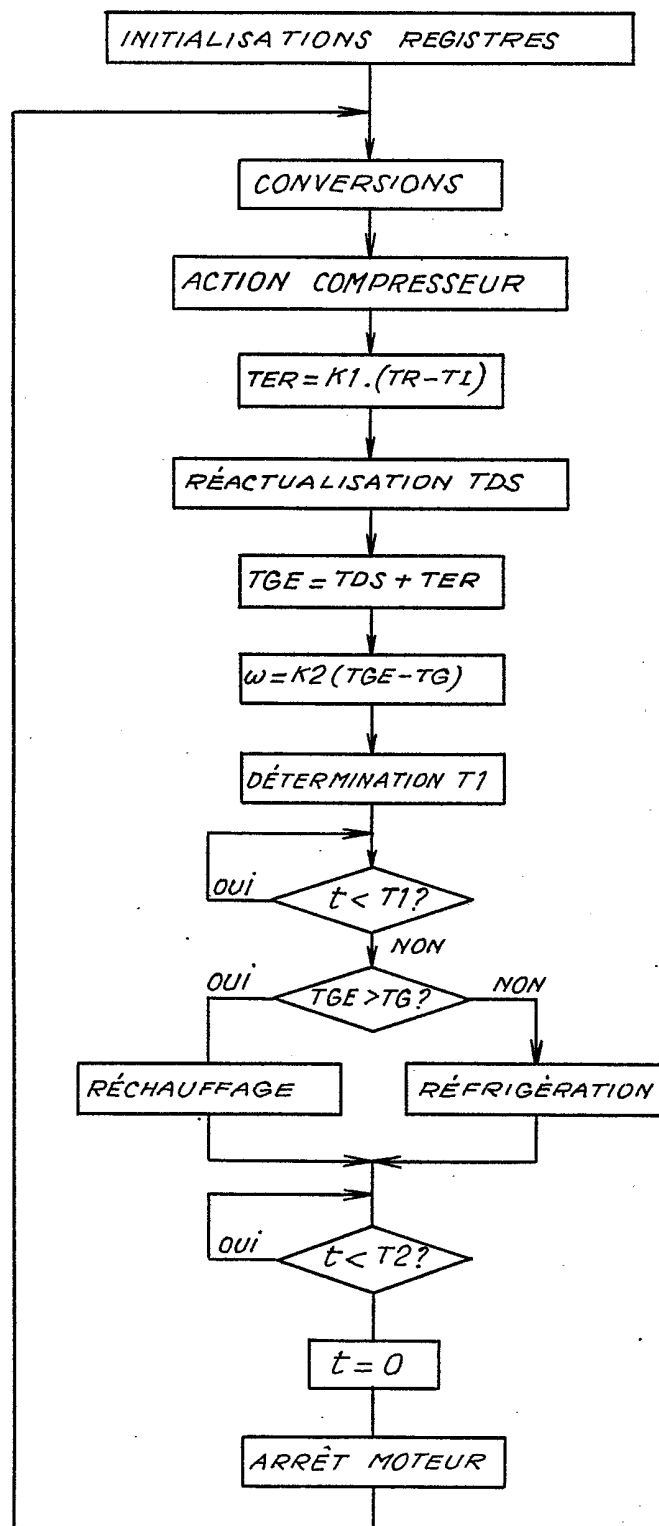 INITIALISATIONS REGISTRES
CONVERSIONS
ACTION COMPRESSEUR
TER = K1.(TR-TI)
RÉACTUALISATION TDS
TGE = TDS + TER
ω = K2(TGE-TG)
DÉTERMINATION T1
OUI
t < T1?
NON
OUI
TGE > TG?
NON
RÉCHAUFFAGE
RÉFRIGÈRATION
OUI
t < T2?
t = 0
ARRÊT MOTEUR